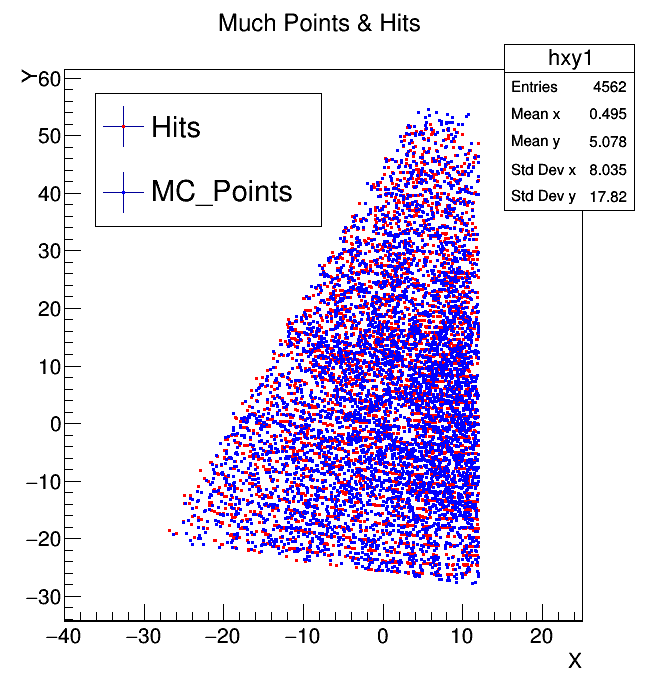 Much Points & Hits
hxy1
Entries 4562
Mean x 0.495
Mean y 5.078
Std Dev x 8.035
Std Dev y 17.82
Hits
MC_Points
Y
60
50
40
30
20
10
0
−10
−20
−30
−40 −30 −20 −10 0 10 20
X